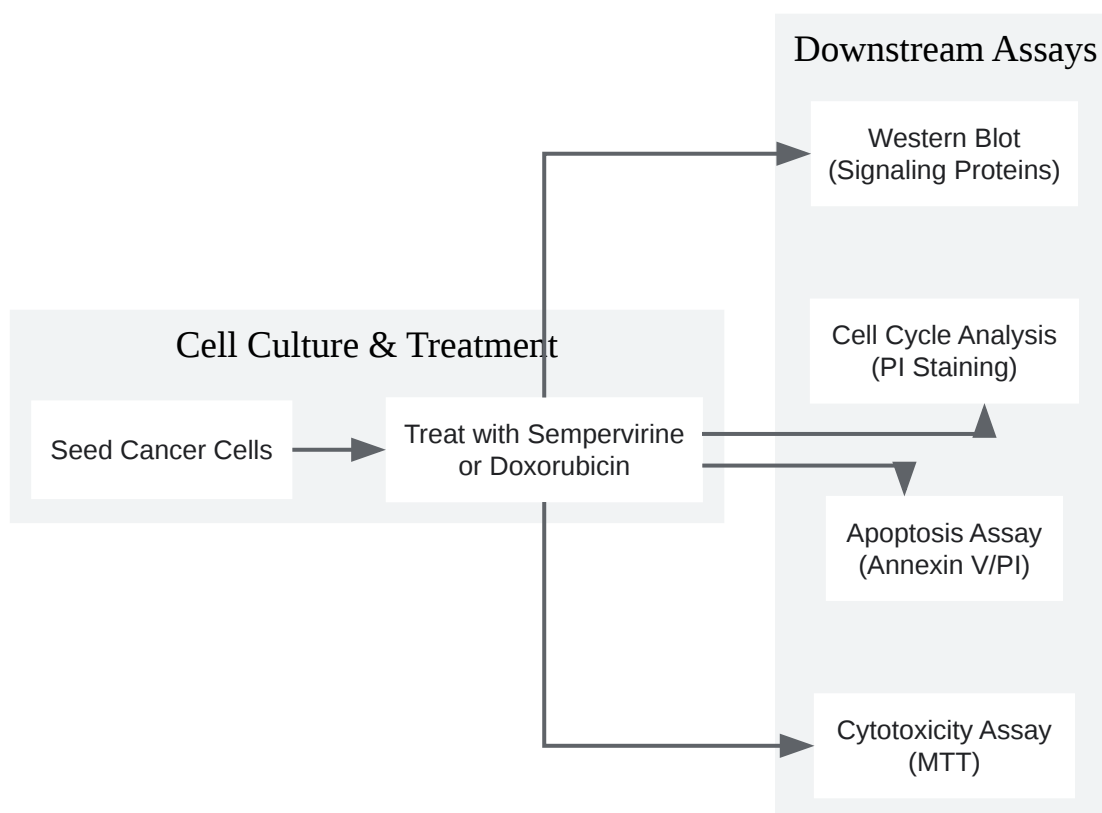 Cell Culture & Treatment
Seed Cancer Cells
Treat with Sempervirine
or Doxorubicin
Downstream Assays
Western Blot
(Signaling Proteins)
Cell Cycle Analysis
(PI Staining)
Apoptosis Assay
(Annexin V/PI)
Cytotoxicity Assay
(MTT)